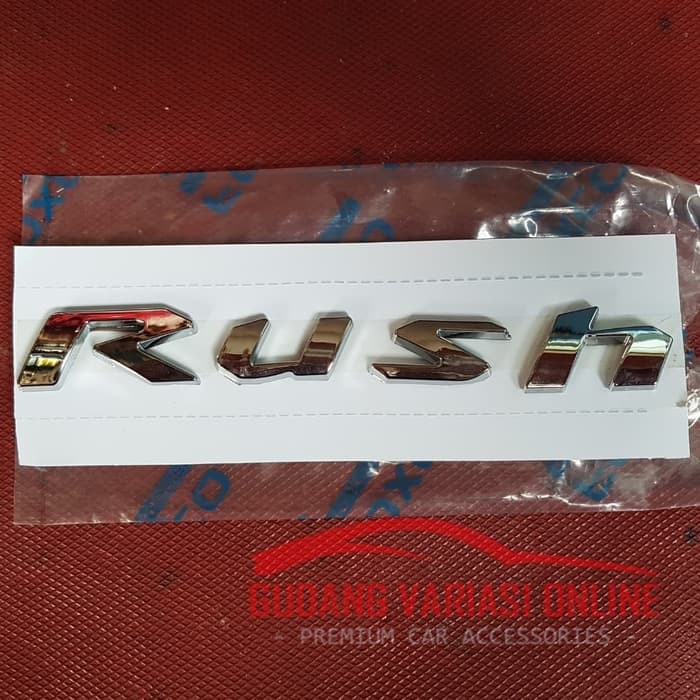 Rush
GUDANG VARIASI ONLINE
- PREMIUM CAR ACCESSORIES -